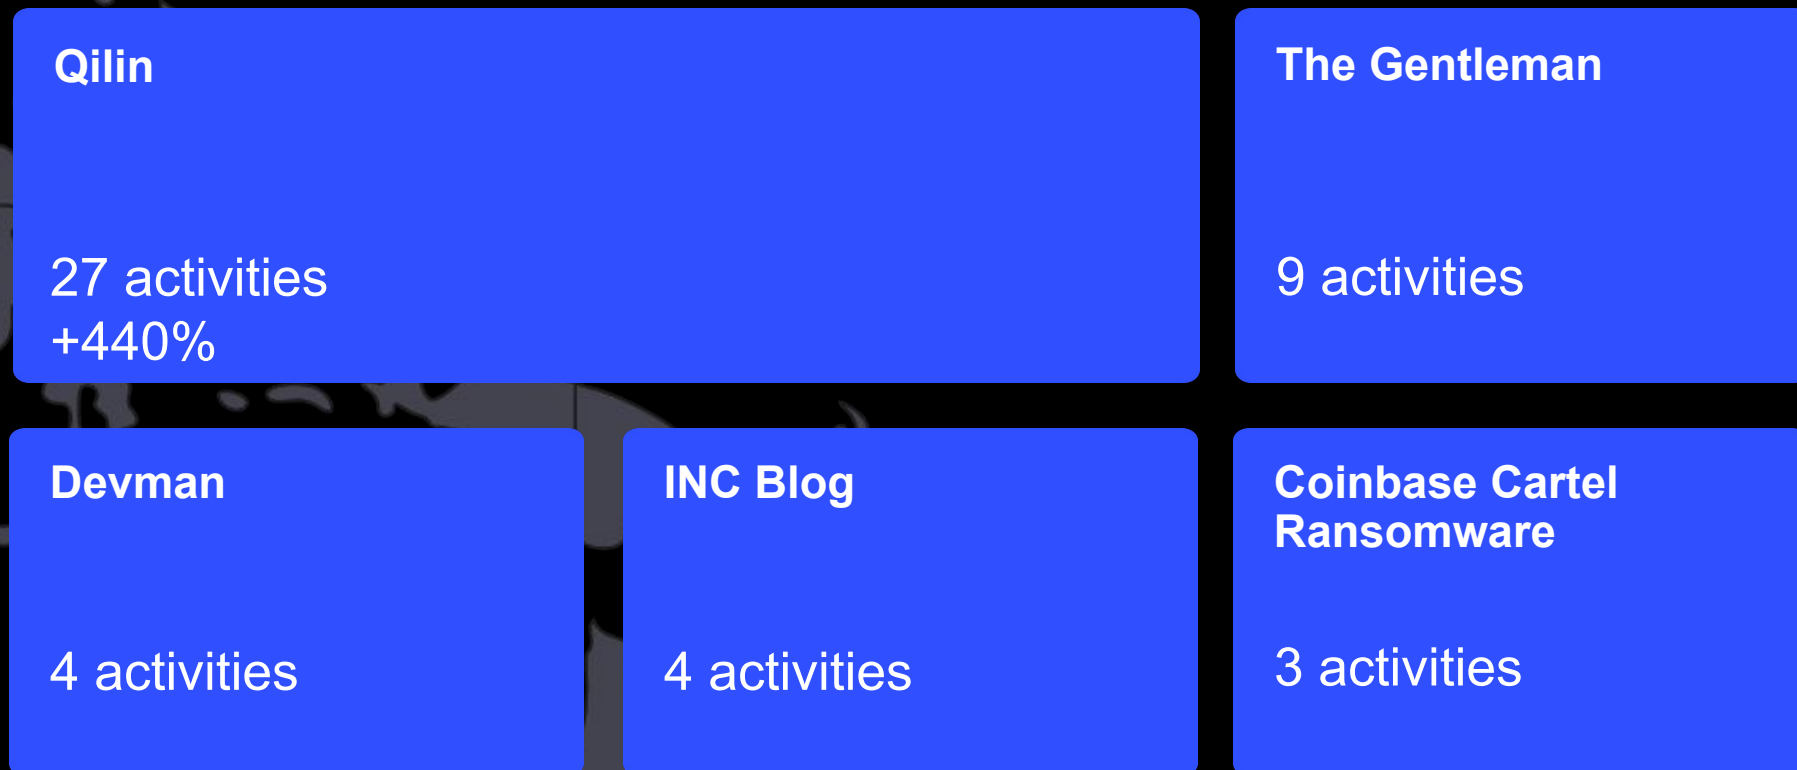 Qilin
27 activities
+440%
The Gentleman
9 activities
Devman
4 activities
INC Blog
4 activities
Coinbase Cartel
Ransomware
3 activities